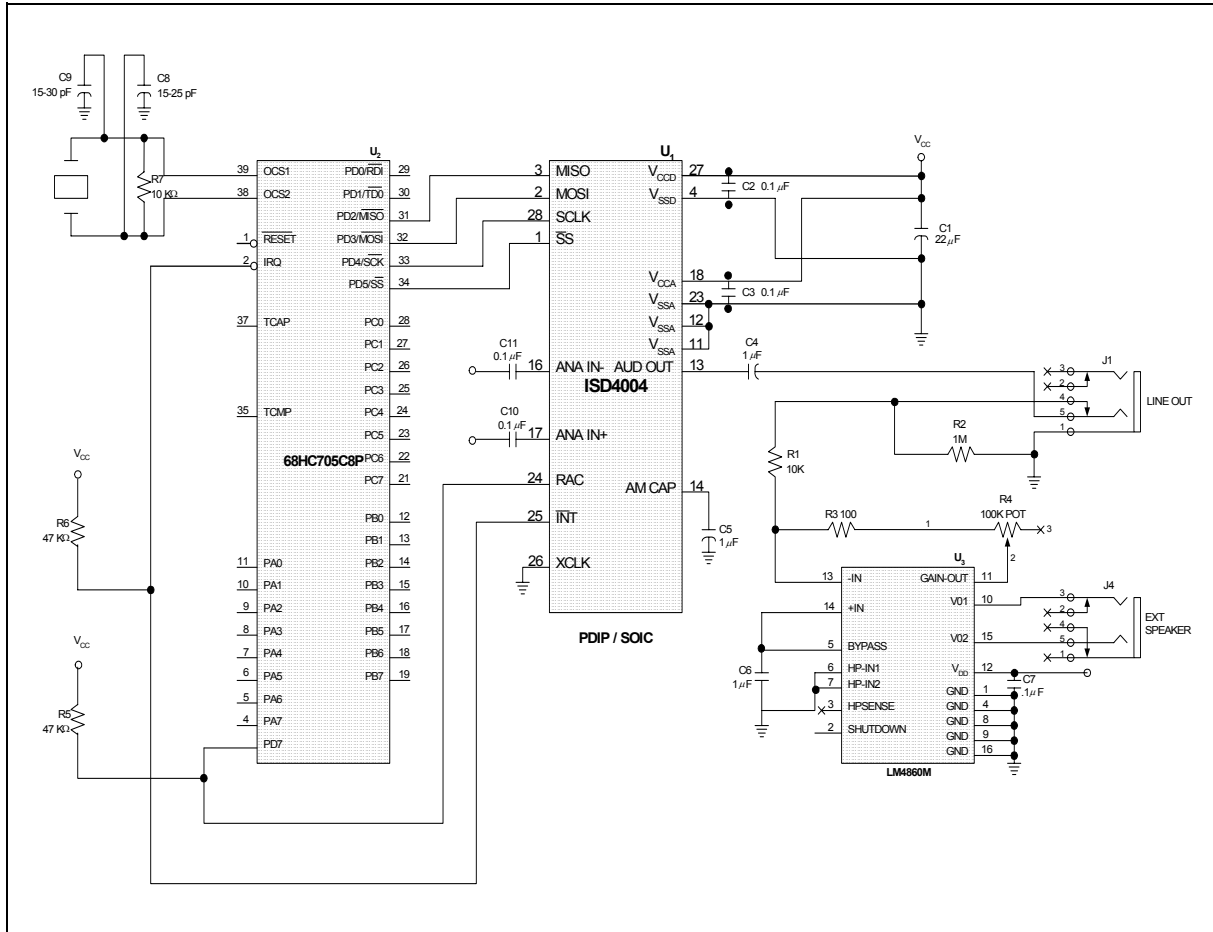 C9
15-30 pF
C8
15-25 pF
R7
10 KΩ
U2
39 OCS1
38 OCS2
1 RESET
2 IRQ
37 TCAP
35 TCMP
68HC705C8P
11 PA0
10 PA1
9 PA2
8 PA3
7 PA4
6 PA5
5 PA6
4 PA7
PD7
PD0/RDI 29
PD1/TD0 30
PD2/MISO 31
PD3/MOSI 32
PD4/SCK 33
PD5/SS 34
PC0 28
PC1 27
PC2 26
PC3 25
PC4 24
PC5 23
PC6 22
PC7 21
PB0 12
PB1 13
PB2 14
PB3 15
PB4 16
PB5 17
PB6 18
PB7 19
VCC
R6
47 KΩ
VCC
R5
47 KΩ
U1
3 MISO
2 MOSI
28 SCLK
1 SS
C11
0.1 µF
16 ANA IN-
C10
0.1 µF
17 ANA IN+
24 RAC
25 INT
26 XCLK
ISD4004
VCCD 27
VSSD 4
VCCA 18
VSSA 23
VSSA 12
VSSA 11
AUD OUT 13
AM CAP 14
PDIP / SOIC
C2 0.1 µF
C3 0.1 µF
VCC
C1
22 µF
C4
1 µF
C5
1 µF
J1
3
2
4
5
1
LINE OUT
R2
1M
R1
10K
R3 100
1
R4
100K POT
3
2
U3
13 -IN
14 +IN
5 BYPASS
6 HP-IN1
7 HP-IN2
3 HPSENSE
2 SHUTDOWN
GAIN-OUT 11
V01 10
V02 15
VDD 12
GND 1
GND 4
GND 8
GND 9
GND 16
LM4860M
C6
1 µF
C7
.1 µF
J4
3
2
4
5
1
EXT
SPEAKER